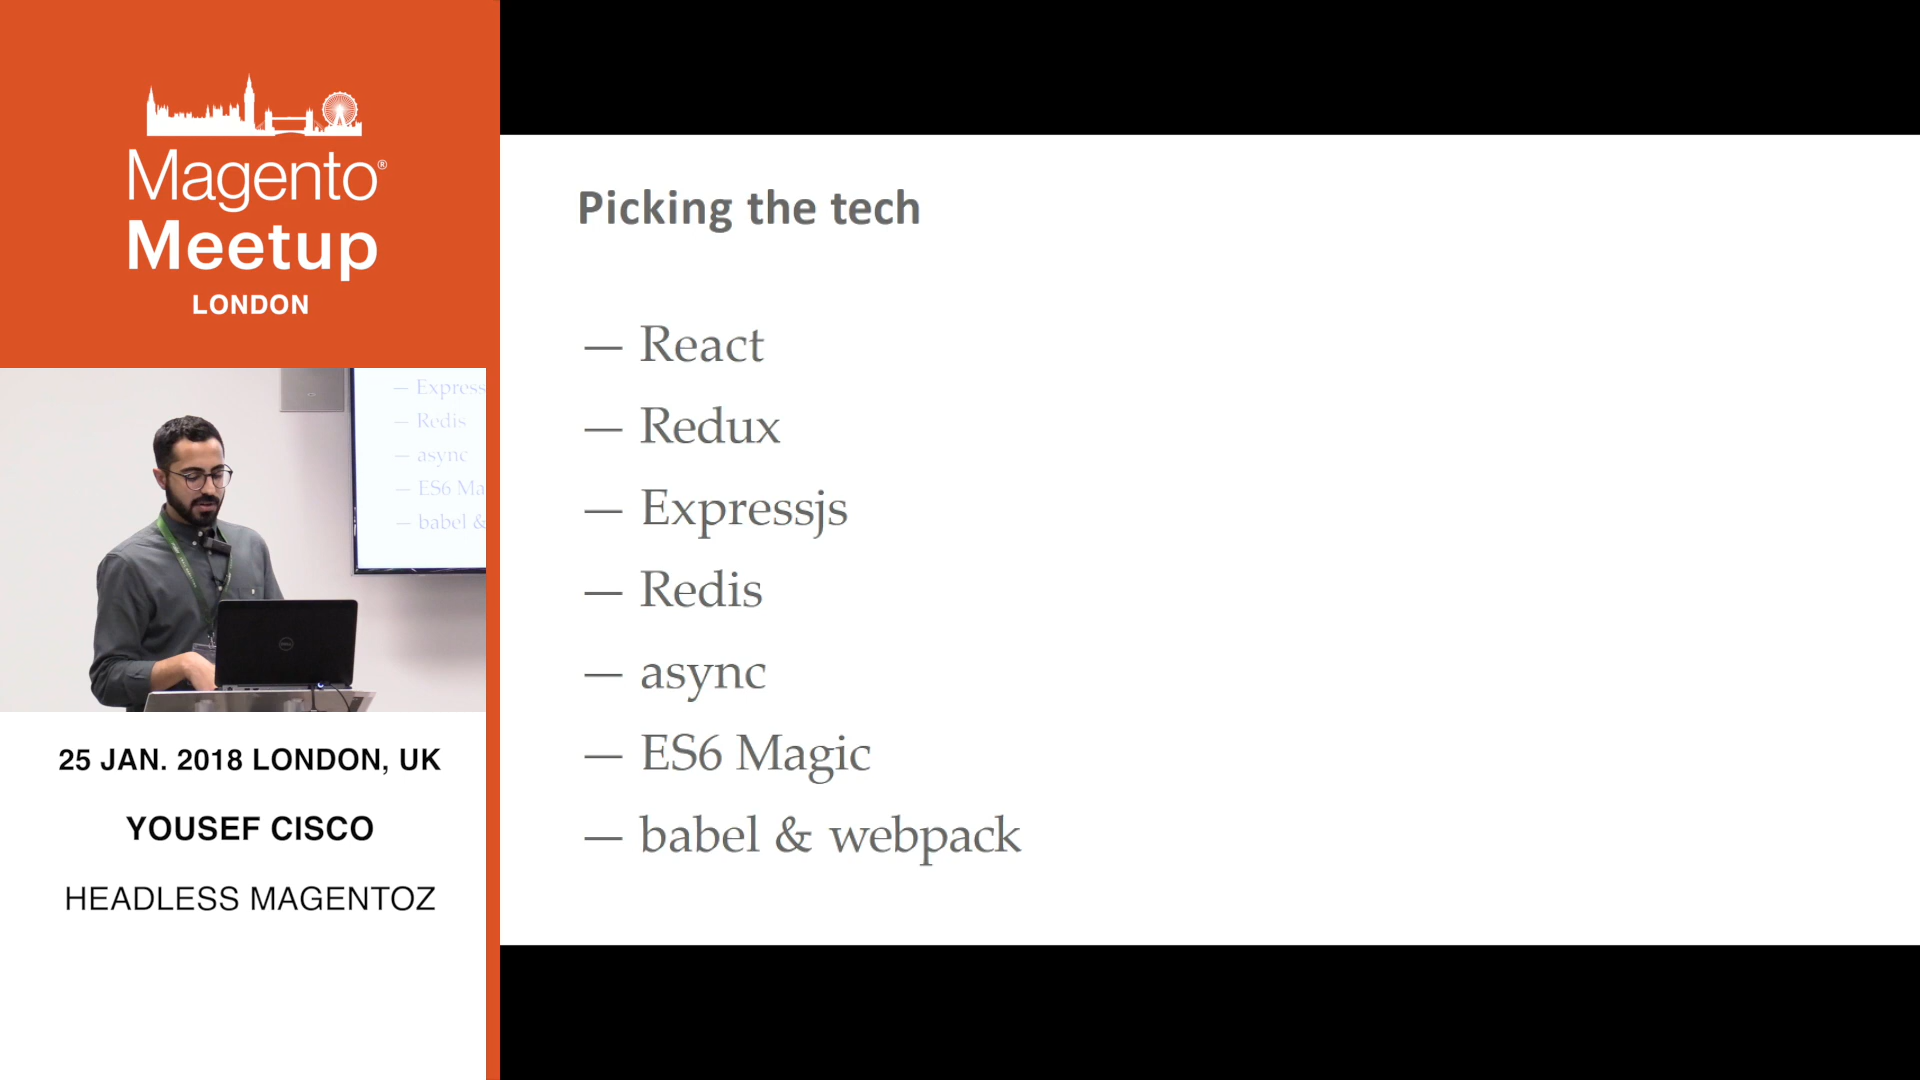 Magento®
Meetup
LONDON
— Express
— Redis
— async
— ES6 Ma
— babel &
25 JAN. 2018 LONDON, UK
YOUSEF CISCO
HEADLESS MAGENTOZ
Picking the tech
— React
— Redux
— Expressjs
— Redis
— async
— ES6 Magic
— babel & webpack